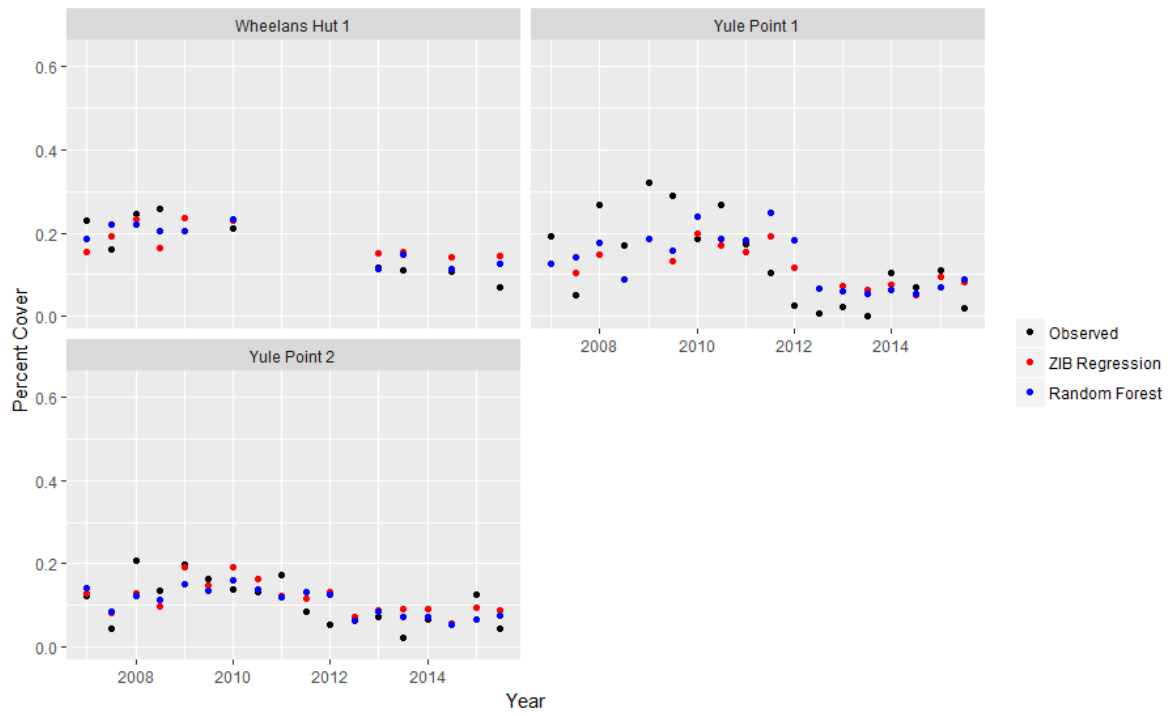 Wheelans Hut 1
Yule Point 1
0.6
0.4
0.2
0.0
2008 2010 2012 2014
Yule Point 2
0.6
0.4
0.2
0.0
2008 2010 2012 2014
Percent Cover
Year
Observed
ZIB Regression
Random Forest